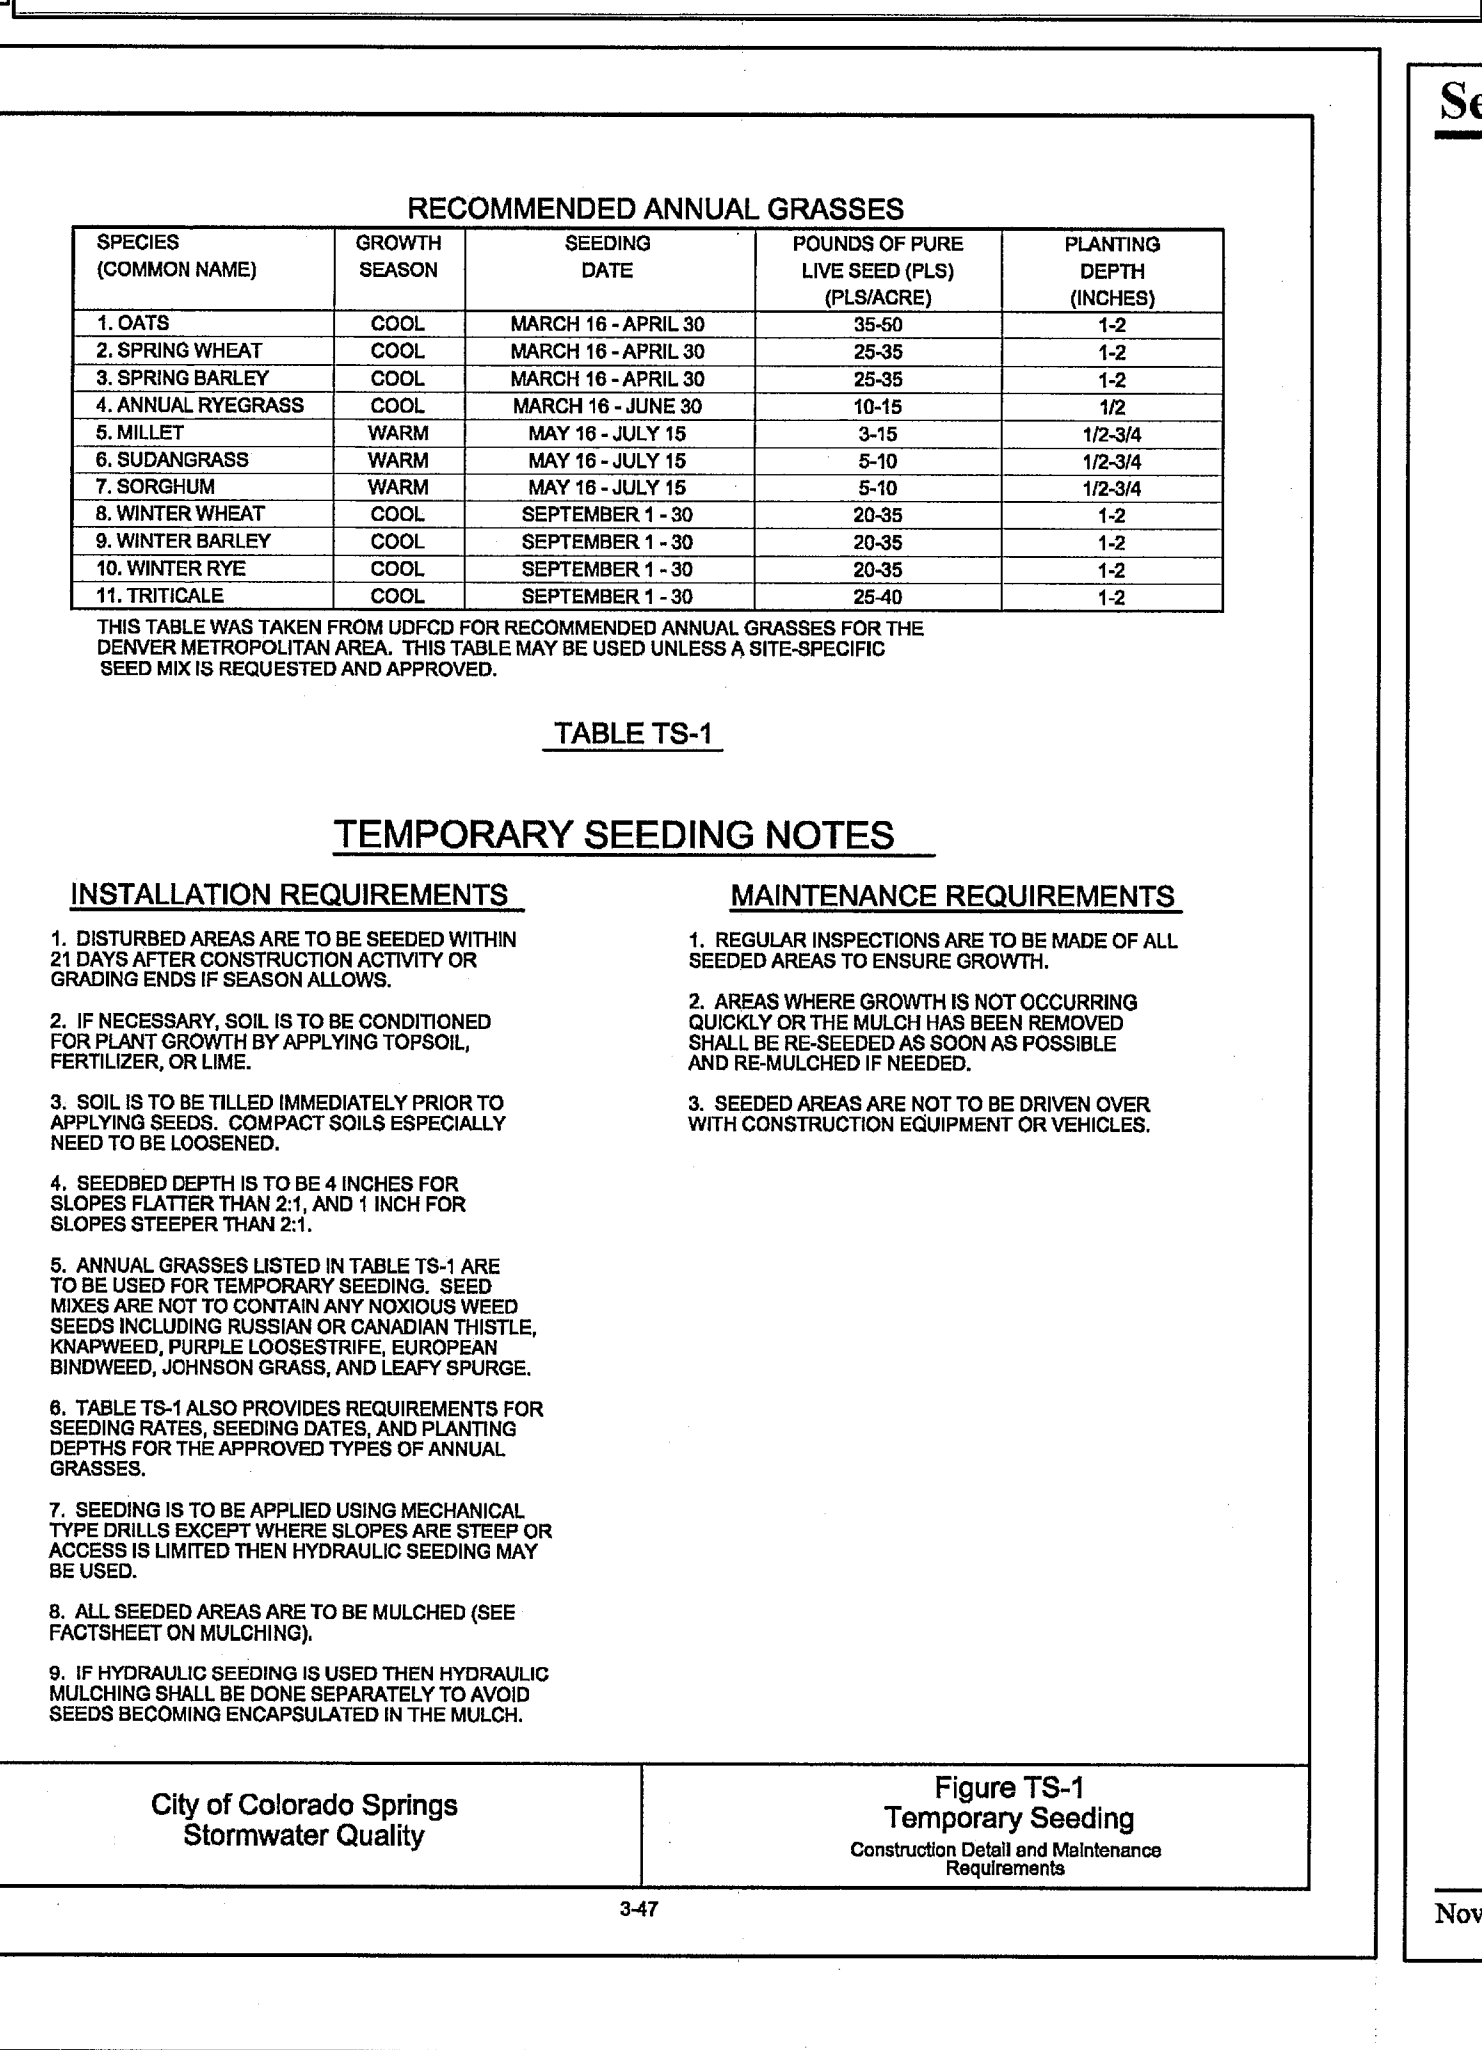 RECOMMENDED ANNUAL GRASSES
SPECIES (COMMON NAME) GROWTH SEASON SEEDING DATE POUNDS OF PURE LIVE SEED (PLS) (PLS/ACRE) PLANTING DEPTH (INCHES)
1. OATS COOL MARCH 16 - APRIL 30 35-50 1-2
2. SPRING WHEAT COOL MARCH 16 - APRIL 30 25-35 1-2
3. SPRING BARLEY COOL MARCH 16 - APRIL 30 25-35 1-2
4. ANNUAL RYEGRASS COOL MARCH 16 - JUNE 30 10-15 1/2
5. MILLET WARM MAY 16 - JULY 15 3-15 1/2-3/4
6. SUDANGRASS WARM MAY 16 - JULY 15 5-10 1/2-3/4
7. SORGHUM WARM MAY 16 - JULY 15 5-10 1/2-3/4
8. WINTER WHEAT COOL SEPTEMBER 1 - 30 20-35 1-2
9. WINTER BARLEY COOL SEPTEMBER 1 - 30 20-35 1-2
10. WINTER RYE COOL SEPTEMBER 1 - 30 20-35 1-2
11. TRITICALE COOL SEPTEMBER 1 - 30 25-40 1-2
THIS TABLE WAS TAKEN FROM UDFCD FOR RECOMMENDED ANNUAL GRASSES FOR THE
DENVER METROPOLITAN AREA. THIS TABLE MAY BE USED UNLESS A SITE-SPECIFIC
SEED MIX IS REQUESTED AND APPROVED.
TABLE TS-1
TEMPORARY SEEDING NOTES
INSTALLATION REQUIREMENTS
1. DISTURBED AREAS ARE TO BE SEEDED WITHIN
21 DAYS AFTER CONSTRUCTION ACTIVITY OR
GRADING ENDS IF SEASON ALLOWS.
2. IF NECESSARY, SOIL IS TO BE CONDITIONED
FOR PLANT GROWTH BY APPLYING TOPSOIL,
FERTILIZER, OR LIME.
3. SOIL IS TO BE TILLED IMMEDIATELY PRIOR TO
APPLYING SEEDS. COMPACT SOILS ESPECIALLY
NEED TO BE LOOSENED.
4. SEEDBED DEPTH IS TO BE 4 INCHES FOR
SLOPES FLATTER THAN 2:1, AND 1 INCH FOR
SLOPES STEEPER THAN 2:1.
5. ANNUAL GRASSES LISTED IN TABLE TS-1 ARE
TO BE USED FOR TEMPORARY SEEDING. SEED
MIXES ARE NOT TO CONTAIN ANY NOXIOUS WEED
SEEDS INCLUDING RUSSIAN OR CANADIAN THISTLE,
KNAPWEED, PURPLE LOOSESTRIFE, EUROPEAN
BINDWEED, JOHNSON GRASS, AND LEAFY SPURGE.
6. TABLE TS-1 ALSO PROVIDES REQUIREMENTS FOR
SEEDING RATES, SEEDING DATES, AND PLANTING
DEPTHS FOR THE APPROVED TYPES OF ANNUAL
GRASSES.
7. SEEDING IS TO BE APPLIED USING MECHANICAL
TYPE DRILLS EXCEPT WHERE SLOPES ARE STEEP OR
ACCESS IS LIMITED THEN HYDRAULIC SEEDING MAY
BE USED.
8. ALL SEEDED AREAS ARE TO BE MULCHED (SEE
FACTSHEET ON MULCHING).
9. IF HYDRAULIC SEEDING IS USED THEN HYDRAULIC
MULCHING SHALL BE DONE SEPARATELY TO AVOID
SEEDS BECOMING ENCAPSULATED IN THE MULCH.
MAINTENANCE REQUIREMENTS
1. REGULAR INSPECTIONS ARE TO BE MADE OF ALL
SEEDED AREAS TO ENSURE GROWTH.
2. AREAS WHERE GROWTH IS NOT OCCURRING
QUICKLY OR THE MULCH HAS BEEN REMOVED
SHALL BE RE-SEEDED AS SOON AS POSSIBLE
AND RE-MULCHED IF NEEDED.
3. SEEDED AREAS ARE NOT TO BE DRIVEN OVER
WITH CONSTRUCTION EQUIPMENT OR VEHICLES.
City of Colorado Springs
Stormwater Quality
Figure TS-1
Temporary Seeding
Construction Detail and Maintenance
Requirements
3-47
Se
Nov